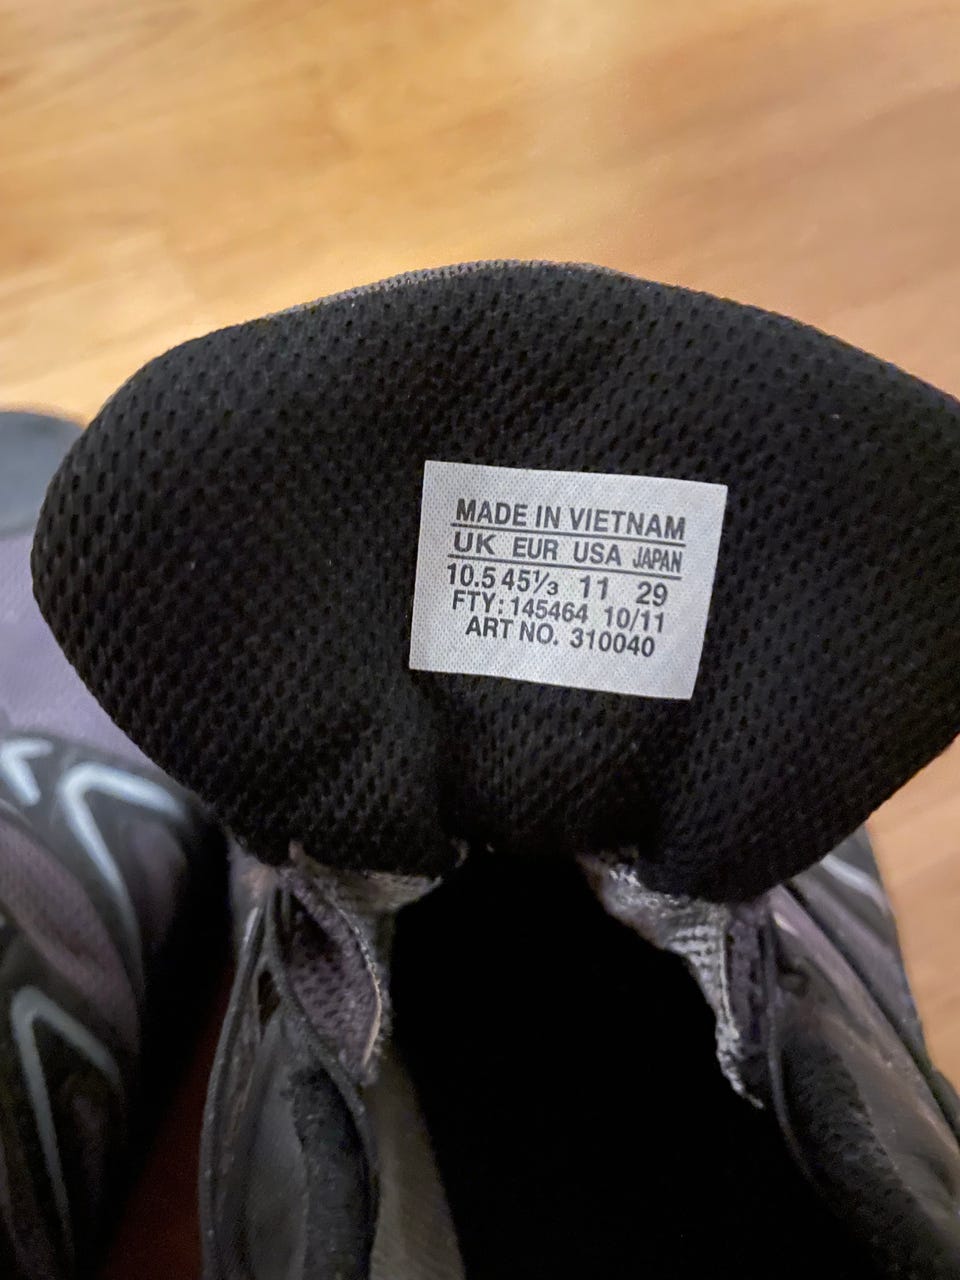 MADE IN VIETNAM
UK EUR USA JAPAN
10.5 45⅓ 11 29
FTY: 145464 10/11
ART NO. 310040